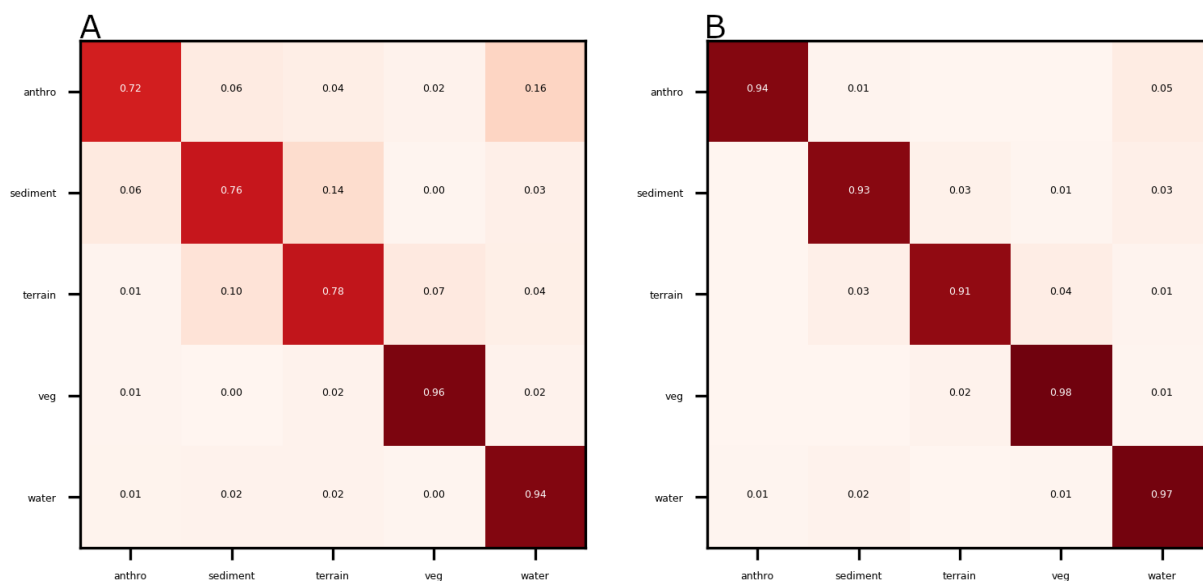 A
anthro 0.72 0.06 0.04 0.02 0.16
sediment 0.06 0.76 0.14 0.00 0.03
terrain 0.01 0.10 0.78 0.07 0.04
veg 0.01 0.00 0.02 0.96 0.02
water 0.01 0.02 0.02 0.00 0.94
anthro sediment terrain veg water
B
anthro 0.94 0.01 0.05
sediment 0.93 0.03 0.01 0.03
terrain 0.03 0.91 0.04 0.01
veg 0.02 0.98 0.01
water 0.01 0.02 0.01 0.97
anthro sediment terrain veg water